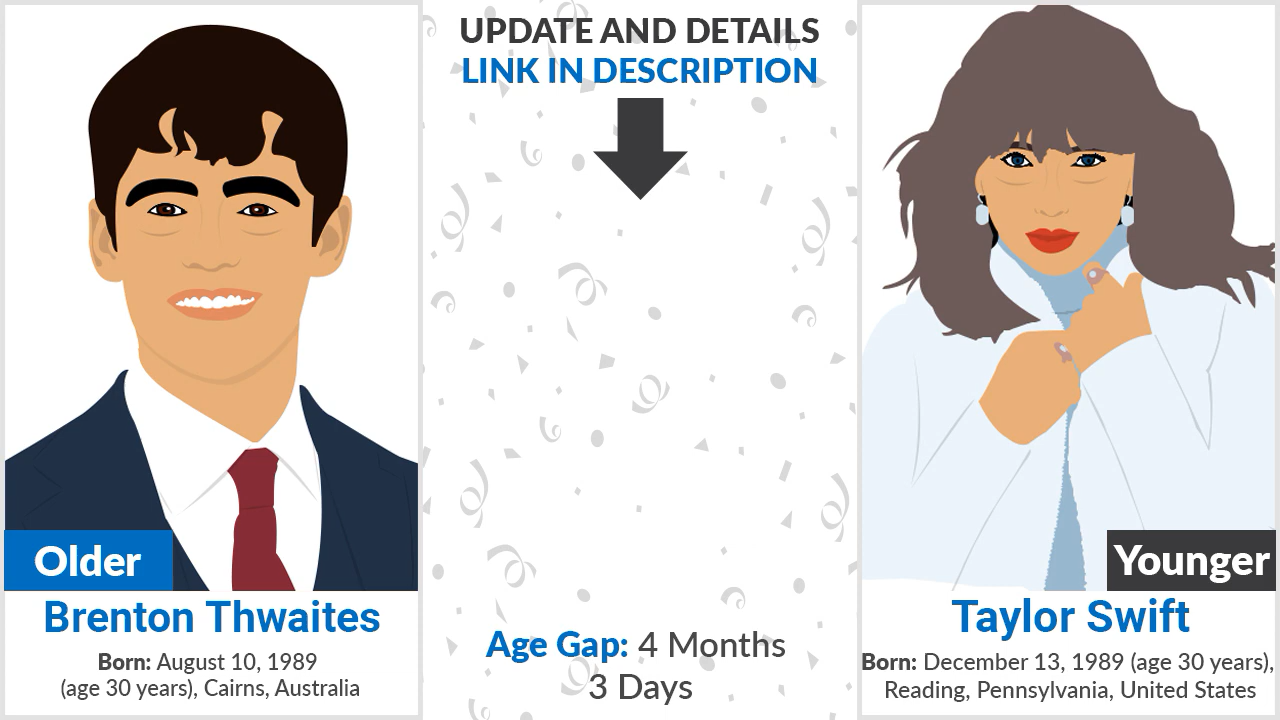 UPDATE AND DETAILS
LINK IN DESCRIPTION
Older
Brenton Thwaites
Born: August 10, 1989
(age 30 years), Cairns, Australia
Age Gap: 4 Months
3 Days
Younger
Taylor Swift
Born: December 13, 1989 (age 30 years),
Reading, Pennsylvania, United States